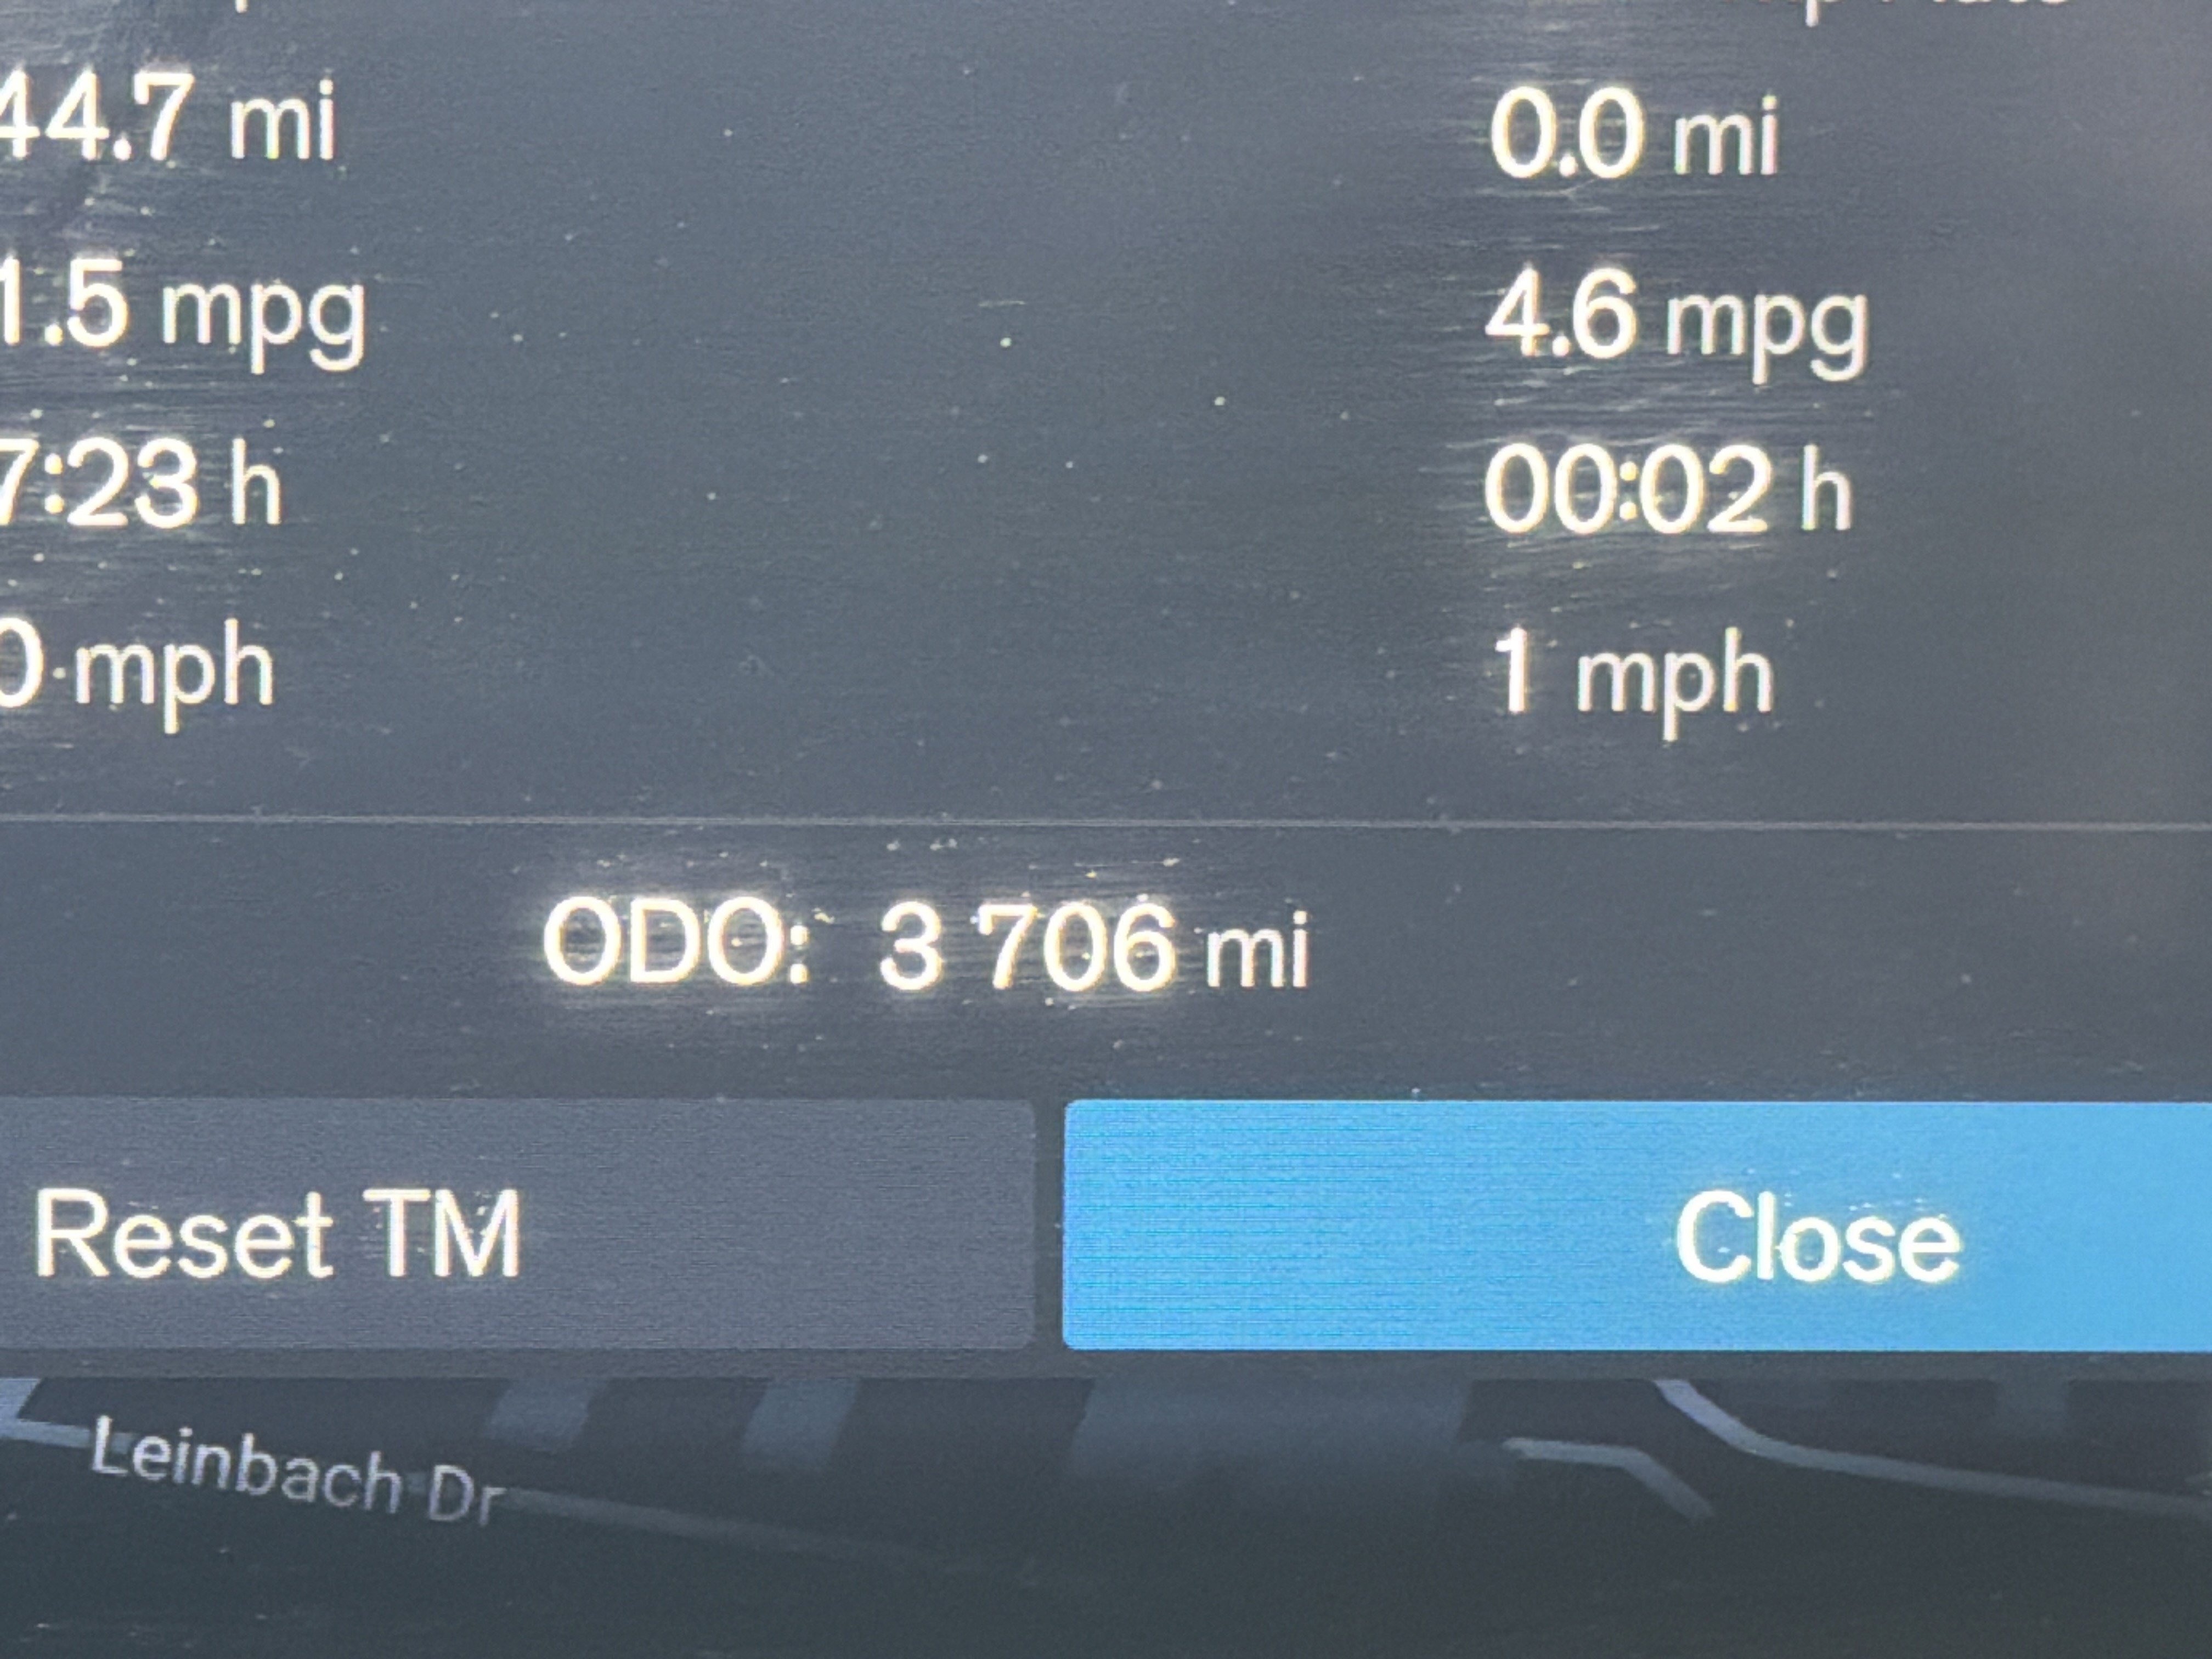 44.7 mi 0.0 mi
1.5 mpg 4.6 mpg
7:23 h 00:02 h
0 mph 1 mph
ODO: 3 706 mi
Reset TM Close
Leinbach Dr